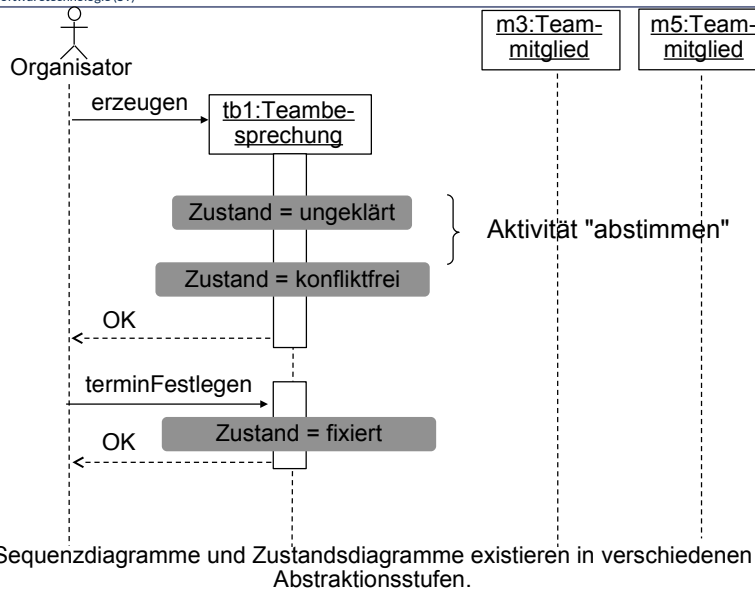 Organisator
m3:Team-
mitglied
m5:Team-
mitglied
erzeugen
tb1:Teambe-
sprechung
Zustand = ungeklärt
Aktivität "abstimmen"
Zustand = konfliktfrei
OK
terminFestlegen
Zustand = fixiert
OK
Sequenzdiagramme und Zustandsdiagramme existieren in verschiedenen
Abstraktionsstufen.